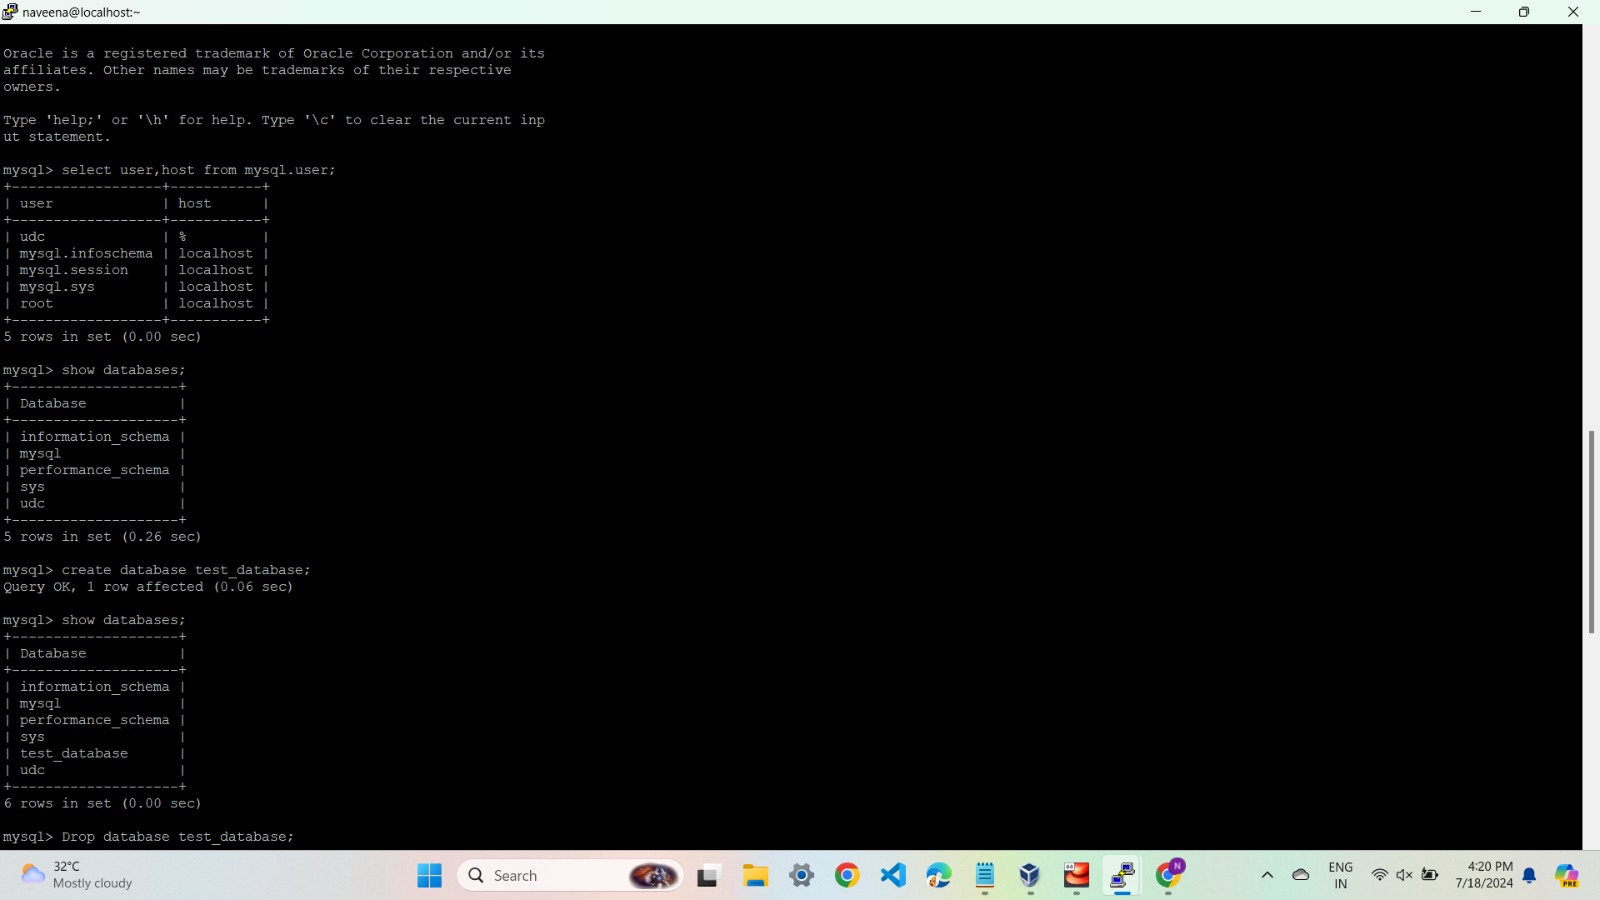 naveena@localhost:~
Oracle is a registered trademark of Oracle Corporation and/or its
affiliates. Other names may be trademarks of their respective
owners.
Type 'help;' or '\h' for help. Type '\c' to clear the current inp
ut statement.
mysql> select user,host from mysql.user;
+------------------+-----------+
| user             | host      |
+------------------+-----------+
| udc              | %         |
| mysql.infoschema | localhost |
| mysql.session    | localhost |
| mysql.sys        | localhost |
| root             | localhost |
+------------------+-----------+
5 rows in set (0.00 sec)
mysql> show databases;
+--------------------+
| Database           |
+--------------------+
| information_schema |
| mysql              |
| performance_schema |
| sys                |
| udc                |
+--------------------+
5 rows in set (0.26 sec)
mysql> create database test_database;
Query OK, 1 row affected (0.06 sec)
mysql> show databases;
+--------------------+
| Database           |
+--------------------+
| information_schema |
| mysql              |
| performance_schema |
| sys                |
| test_database      |
| udc                |
+--------------------+
6 rows in set (0.00 sec)
mysql> Drop database test_database;
32°C
Mostly cloudy
Search
N
ENG
IN
4:20 PM
7/18/2024
PRE